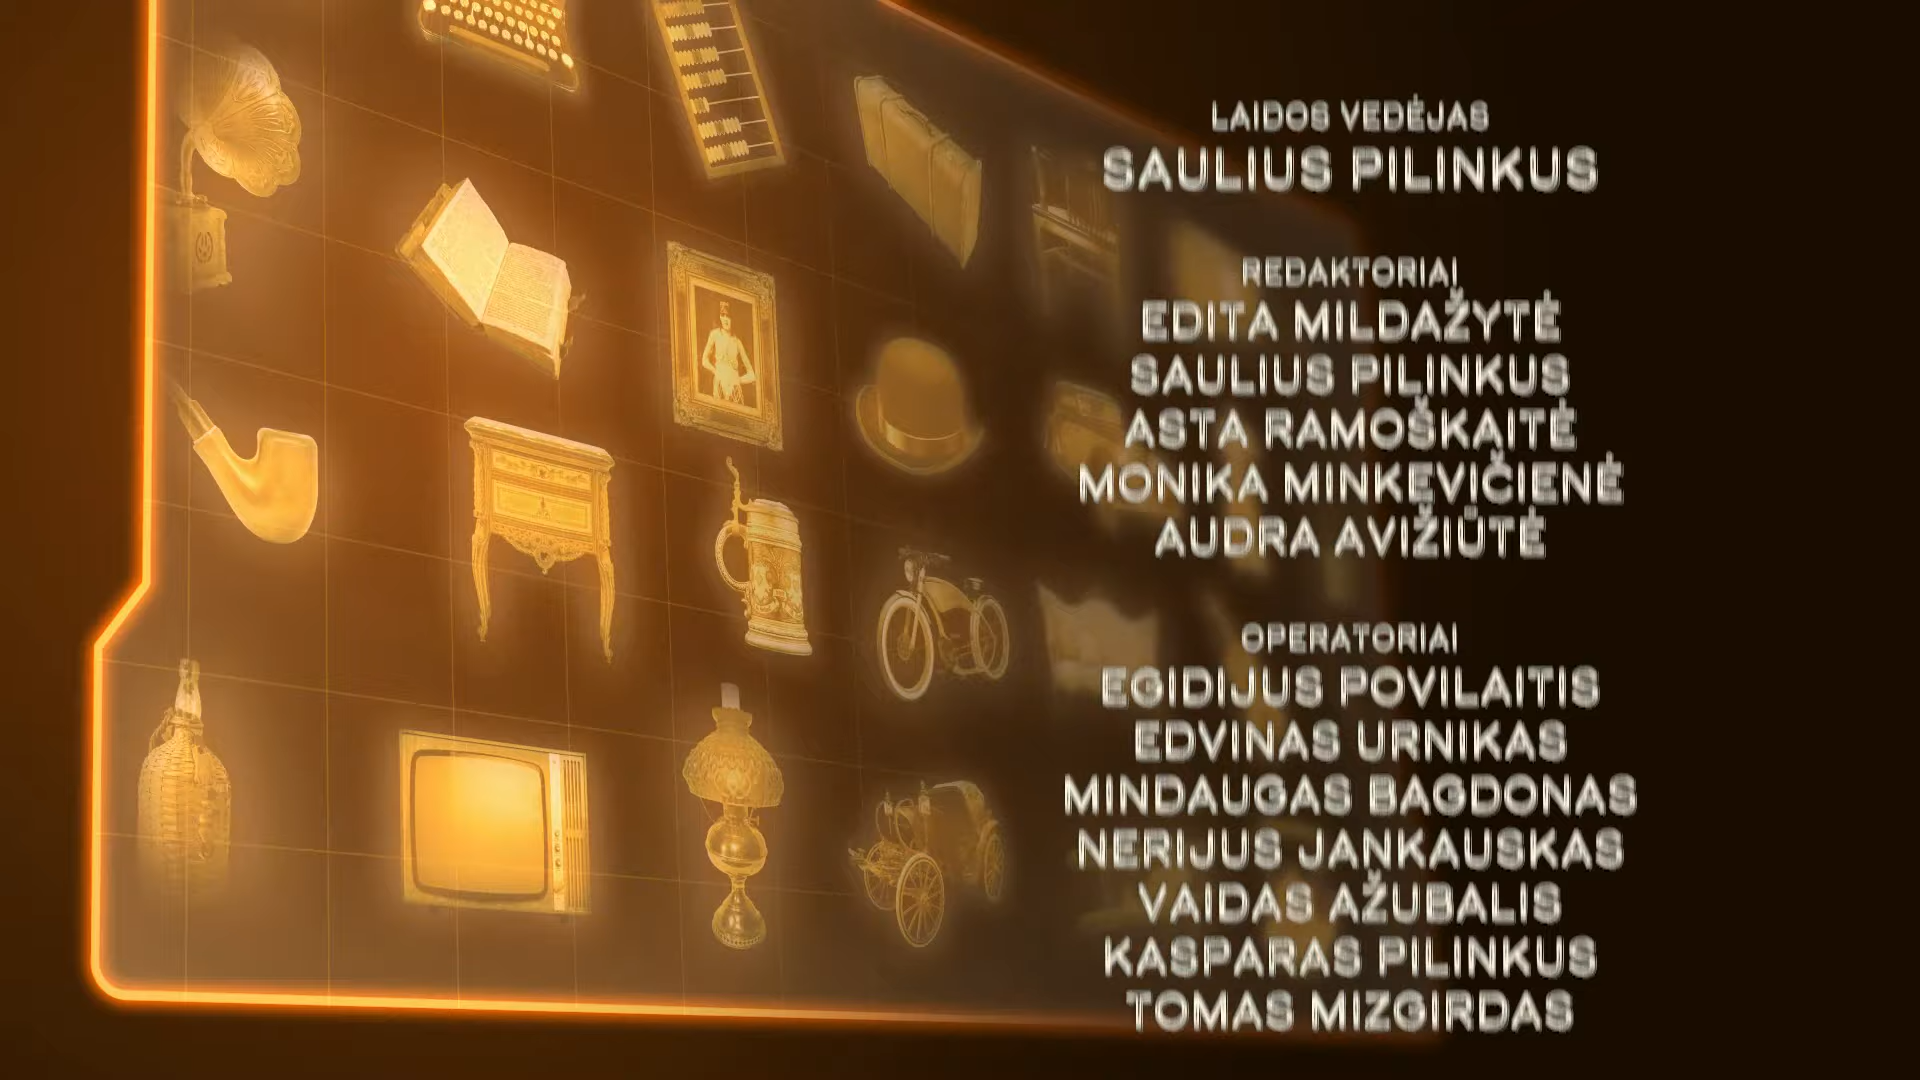 LAIDOS VEDĖJAS
SAULIUS PILINKUS
REDAKTORIAI
EDITA MILDAŽYTĖ
SAULIUS PILINKUS
ASTA RAMOŠKAITĖ
MONIKA MINKEVIČIENĖ
AUDRA AVIŽIŪTĖ
OPERATORIAI
EGIDIJUS POVILAITIS
EDVINAS URNIKAS
MINDAUGAS BAGDONAS
NERIJUS JANKAUSKAS
VAIDAS AŽUBALIS
KASPARAS PILINKUS
TOMAS MIZGIRDAS